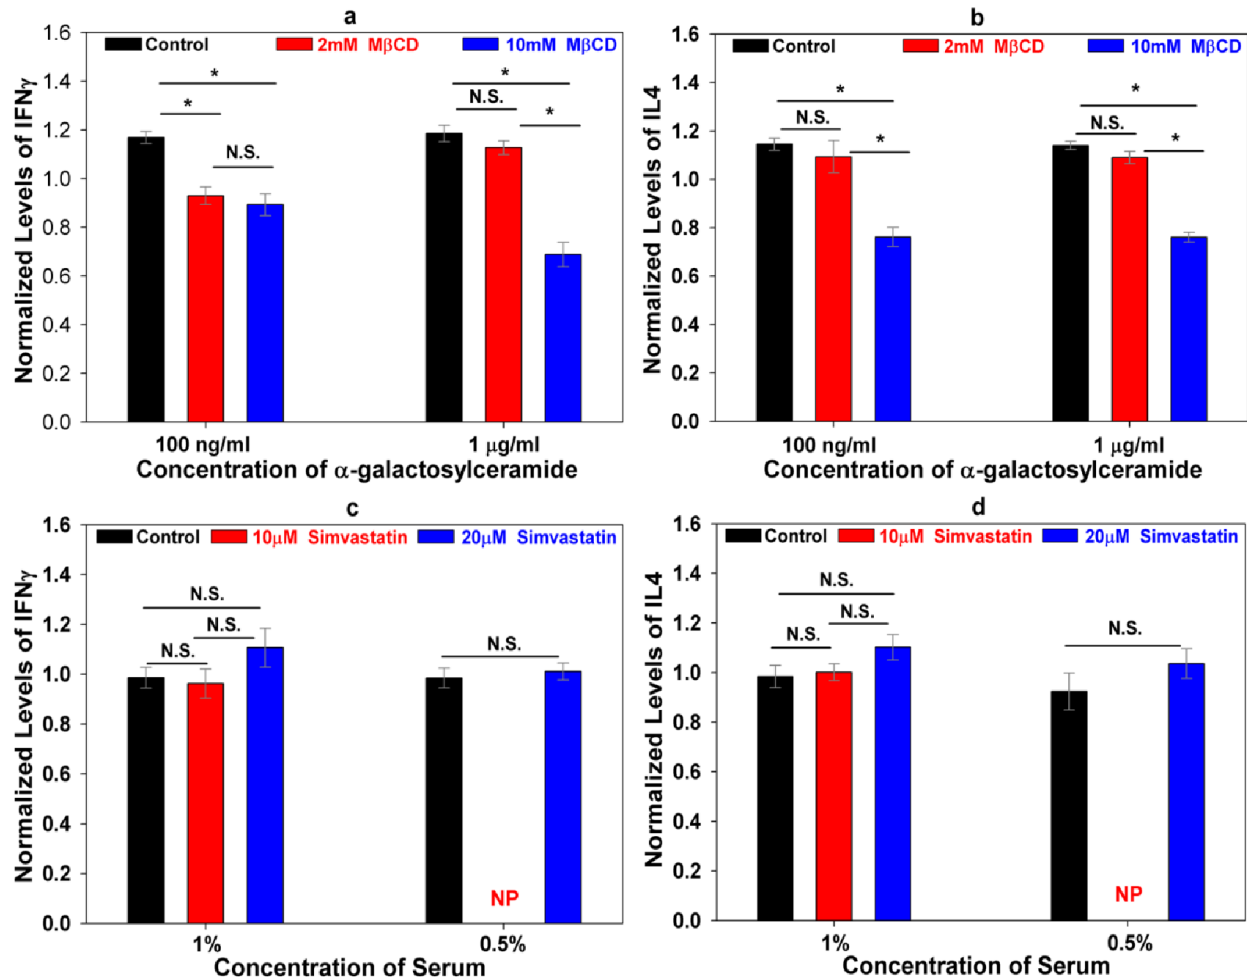 a
Control 2mM MβCD 10mM MβCD
Normalized Levels of IFNγ
1.6
1.4
1.2
1.0
0.8
0.6
0.4
0.2
0.0
*
*
N.S.
*
N.S.
*
100 ng/ml 1 μg/ml
Concentration of α-galactosylceramide
b
Control 2mM MβCD 10mM MβCD
Normalized Levels of IL4
1.6
1.4
1.2
1.0
0.8
0.6
0.4
0.2
0.0
*
N.S.
*
*
N.S.
*
100 ng/ml 1 μg/ml
Concentration of α-galactosylceramide
c
Control 10μM Simvastatin 20μM Simvastatin
Normalized Levels of IFNγ
1.6
1.4
1.2
1.0
0.8
0.6
0.4
0.2
0.0
N.S.
N.S.
N.S.
N.S.
NP
1% 0.5%
Concentration of Serum
d
Control 10μM Simvastatin 20μM Simvastatin
Normalized Levels of IL4
1.6
1.4
1.2
1.0
0.8
0.6
0.4
0.2
0.0
N.S.
N.S.
N.S.
N.S.
NP
1% 0.5%
Concentration of Serum